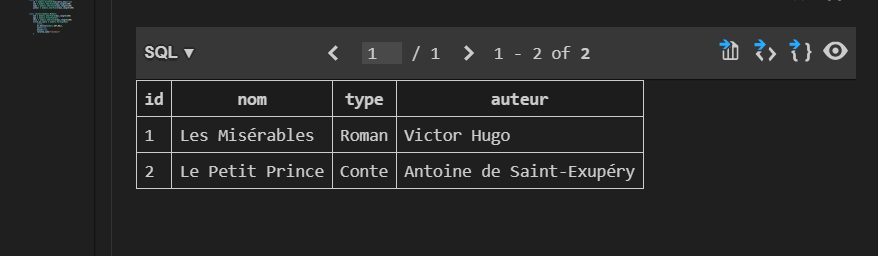 SQL ▼ < 1 / 1 > 1 - 2 of 2
id nom type auteur
1 Les Misérables Roman Victor Hugo
2 Le Petit Prince Conte Antoine de Saint-Exupéry